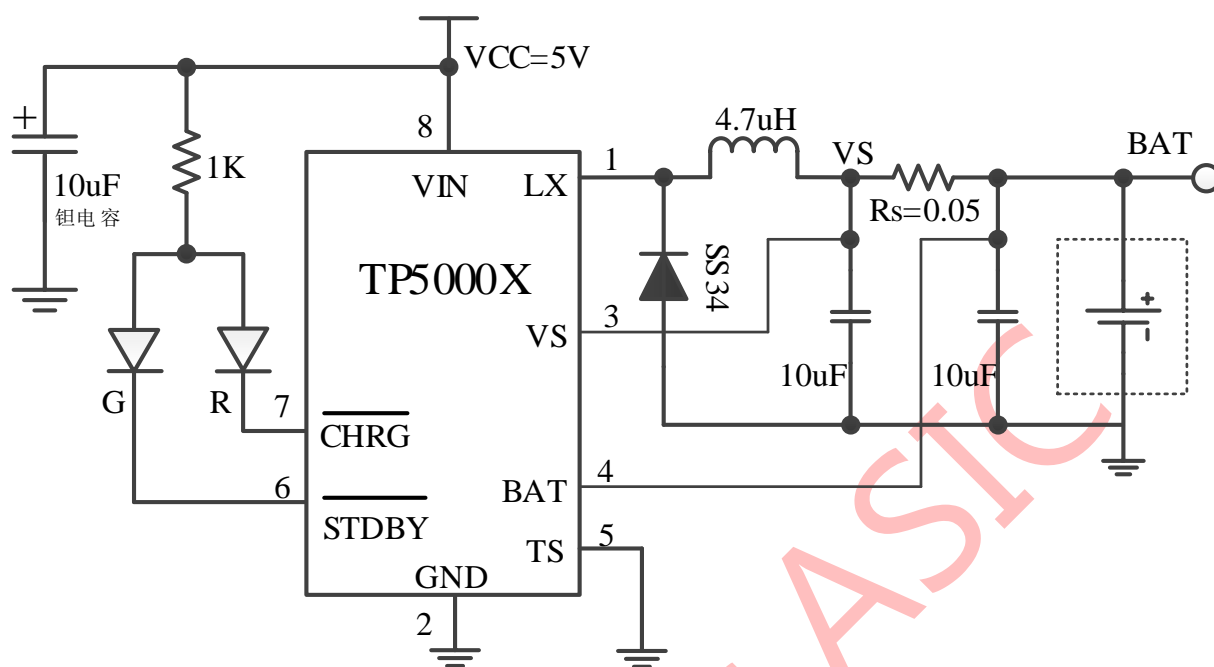 VCC=5V
+
10uF
钽电容
1K
8
VIN
1
LX
4.7uH
VS
Rs=0.05
BAT
TP5000X
SS34
3
VS
10uF
10uF
+
G
R
7
CHRG
6
STDBY
4
BAT
5
TS
GND
2
ASIC